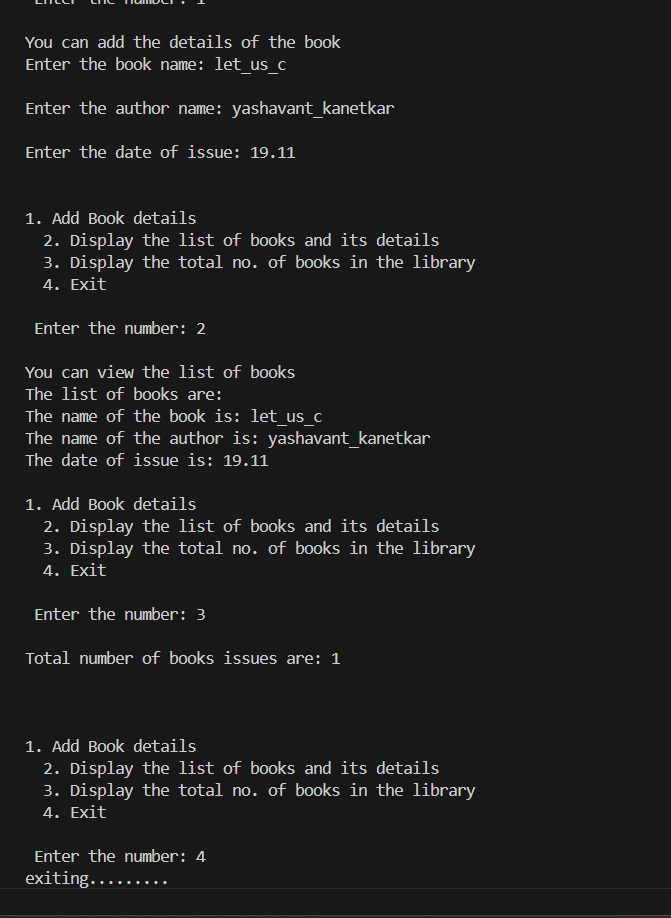 Enter the number: 1
You can add the details of the book
Enter the book name: let_us_c
Enter the author name: yashavant_kanetkar
Enter the date of issue: 19.11
1. Add Book details
2. Display the list of books and its details
3. Display the total no. of books in the library
4. Exit
Enter the number: 2
You can view the list of books
The list of books are:
The name of the book is: let_us_c
The name of the author is: yashavant_kanetkar
The date of issue is: 19.11
1. Add Book details
2. Display the list of books and its details
3. Display the total no. of books in the library
4. Exit
Enter the number: 3
Total number of books issues are: 1
1. Add Book details
2. Display the list of books and its details
3. Display the total no. of books in the library
4. Exit
Enter the number: 4
exiting.........